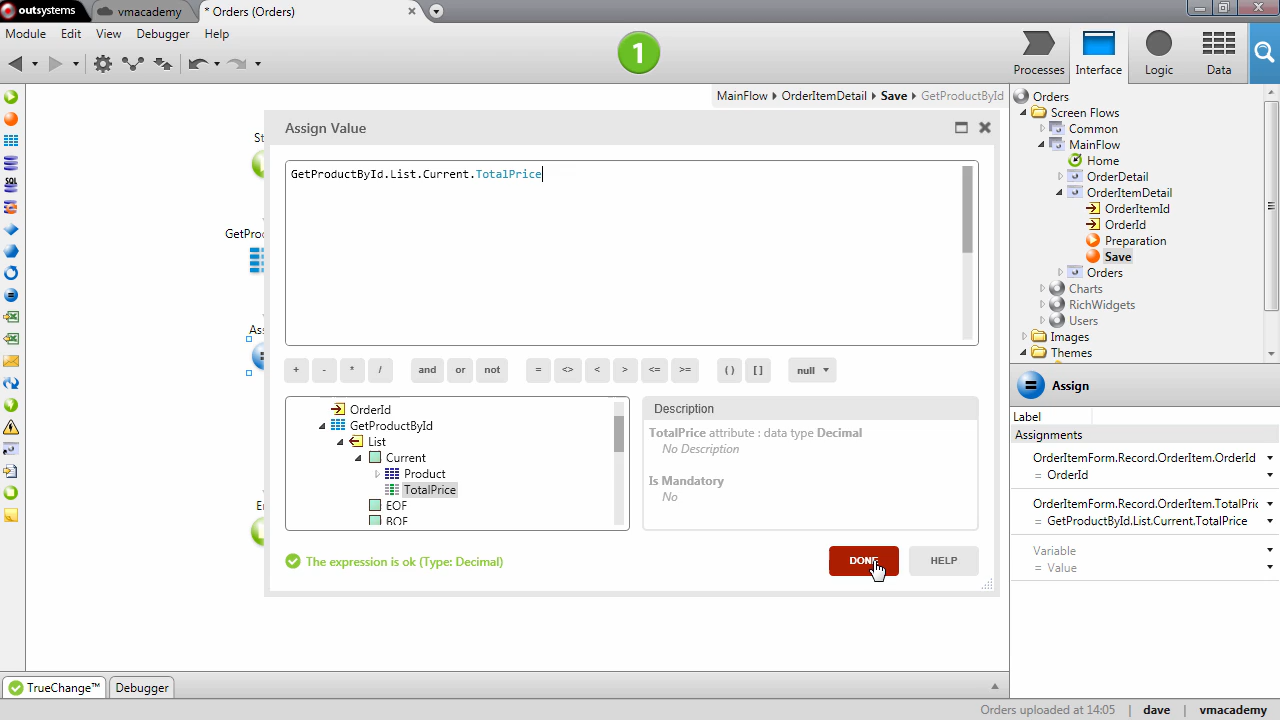 outsystems
vmacademy
* Orders (Orders)
Module Edit View Debugger Help
1
Processes Interface Logic Data
MainFlow OrderItemDetail Save GetProductById
Orders
Screen Flows
Common
MainFlow
Home
OrderDetail
OrderItemDetail
OrderItemId
OrderId
Preparation
Save
Orders
Charts
RichWidgets
Users
Images
Themes
St
GetProd
Ass
E
Assign Value
GetProductById.List.Current.TotalPrice
+ - * / and or not = <> < > <= >= ( ) [ ] null
OrderId
GetProductById
List
Current
Product
TotalPrice
EOF
BOF
Description
TotalPrice attribute : data type Decimal
No Description
Is Mandatory
No
The expression is ok (Type: Decimal)
DONE
HELP
Assign
Label
Assignments
OrderItemForm.Record.OrderItem.OrderId
= OrderId
OrderItemForm.Record.OrderItem.TotalPric
= GetProductById.List.Current.TotalPrice
Variable
= Value
TrueChange™
Debugger
SQL
Orders uploaded at 14:05 | dave | vmacademy